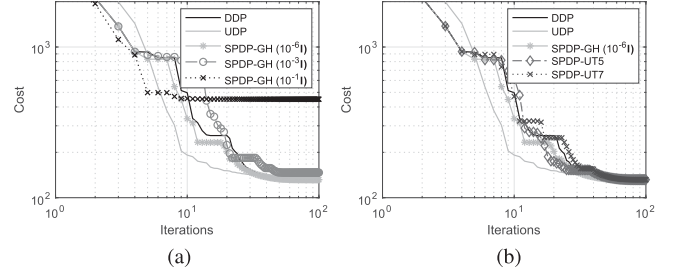 DDP
UDP
SPDP-GH (10⁻⁶I)
SPDP-GH (10⁻³I)
SPDP-GH (10⁻¹I)
10³
10²
Cost
10⁰
10¹
10²
Iterations
(a)
DDP
UDP
SPDP-GH (10⁻⁶I)
SPDP-UT5
SPDP-UT7
10³
10²
Cost
10⁰
10¹
10²
Iterations
(b)